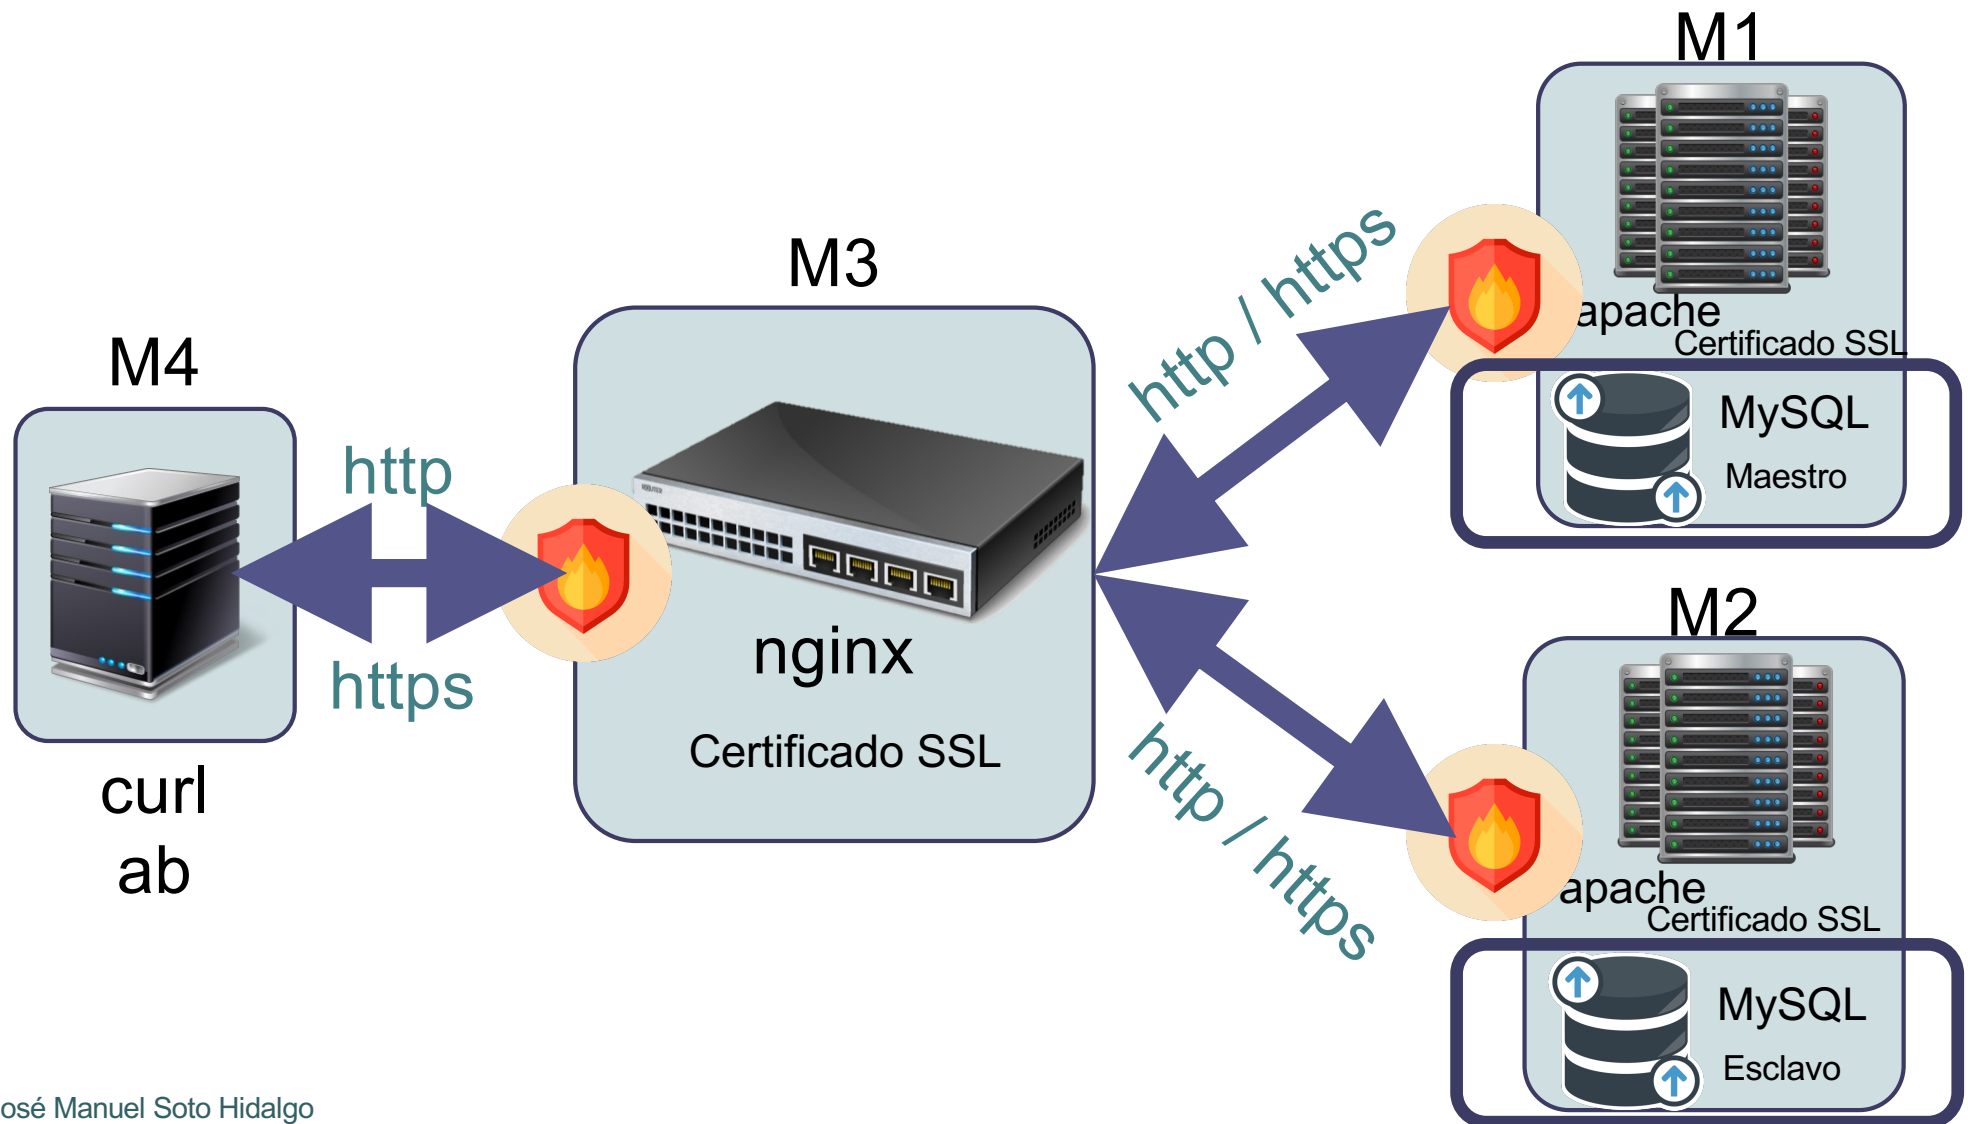 M4
http
https
curl
ab
M3
nginx
Certificado SSL
http / https
http / https
M1
apache
Certificado SSL
MySQL
Maestro
M2
apache
Certificado SSL
MySQL
Esclavo
osé Manuel Soto Hidalgo